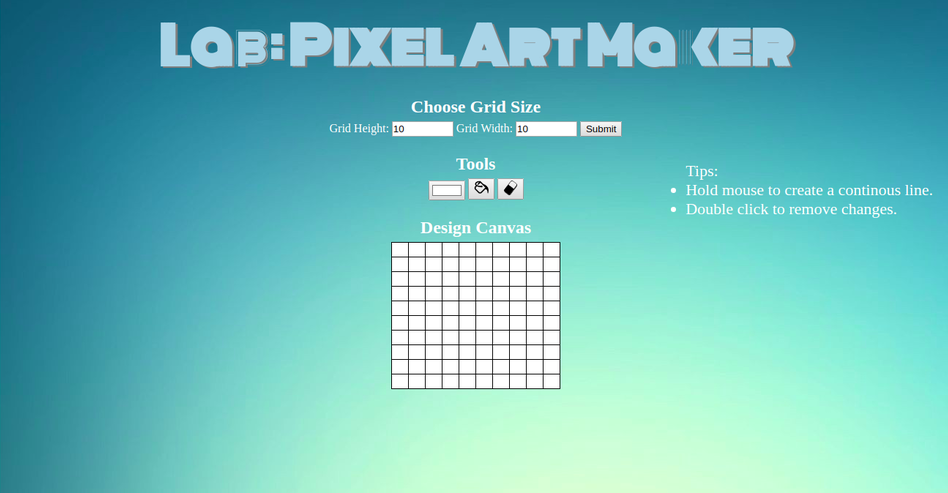 Lab: Pixel Art Maker
Choose Grid Size
Grid Height: 10 Grid Width: 10 Submit
Tools
Tips:
Hold mouse to create a continous line.
Double click to remove changes.
Design Canvas